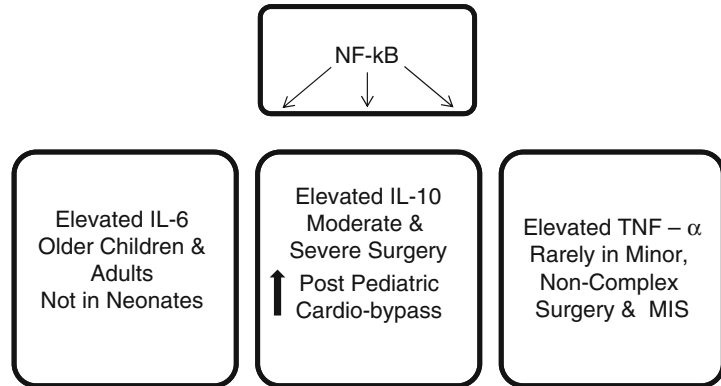 NF-kB
Elevated IL-6
Older Children &
Adults
Not in Neonates
Elevated IL-10
Moderate &
Severe Surgery
Post Pediatric
Cardio-bypass
Elevated TNF – α
Rarely in Minor,
Non-Complex
Surgery & MIS